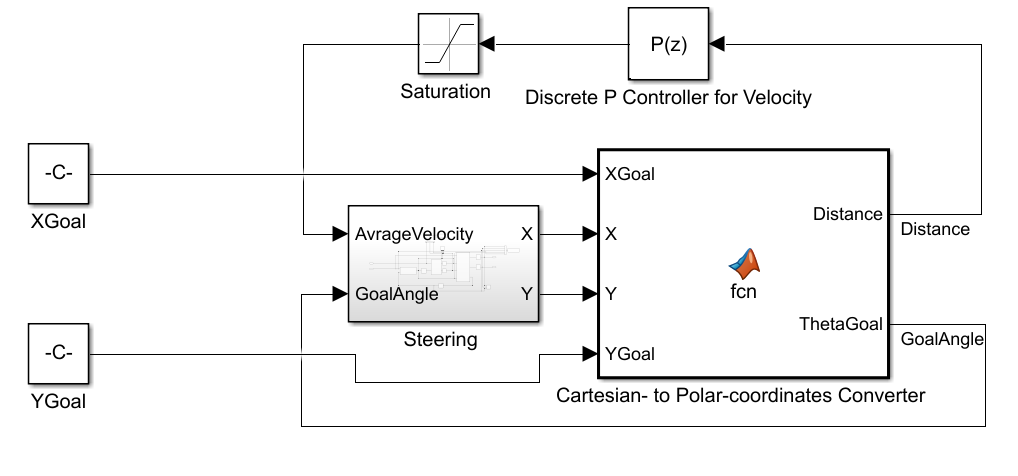 P(z)
Saturation
Discrete P Controller for Velocity
-C-
XGoal
XGoal
Distance
Distance
AvrageVelocity
X
X
fcn
GoalAngle
Y
Y
ThetaGoal
GoalAngle
Steering
-C-
YGoal
YGoal
Cartesian- to Polar-coordinates Converter